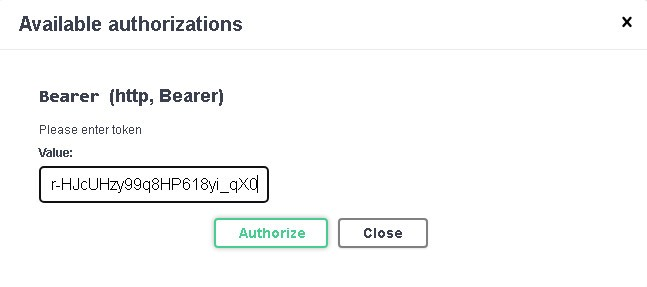 Available authorizations
×
Bearer (http, Bearer)
Please enter token
Value:
r-HJcUHzy99q8HP618yi_qX0
Authorize
Close